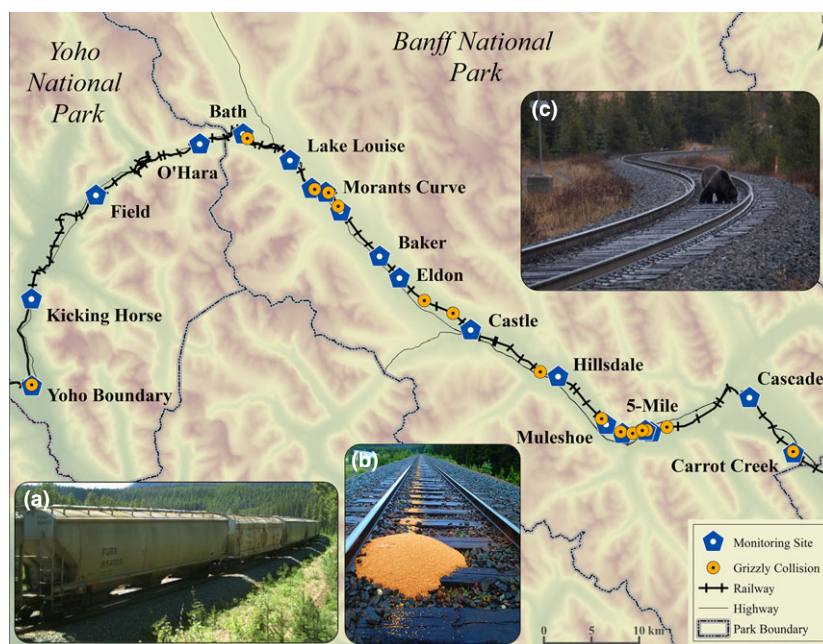 Yoho
National
Park
Banff National
Park
Bath
(c)
Lake Louise
O'Hara
Morants Curve
Field
Baker
Eldon
Kicking Horse
Castle
Hillsdale
Cascade
5-Mile
Yoho Boundary
Muleshoe
Carrot Creek
(b)
(a)
Legend
Monitoring Site
Grizzly Collision
Railway
Highway
Park Boundary
0 5 10 km